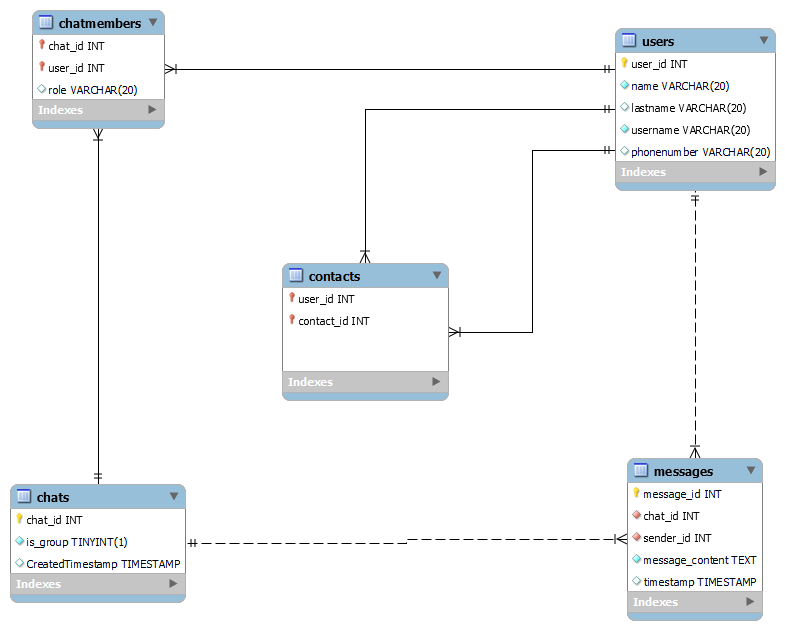 chatmembers
chat_id INT
user_id INT
role VARCHAR(20)
Indexes
users
user_id INT
name VARCHAR(20)
lastname VARCHAR(20)
username VARCHAR(20)
phonenumber VARCHAR(20)
Indexes
contacts
user_id INT
contact_id INT
Indexes
chats
chat_id INT
is_group TINYINT(1)
CreatedTimestamp TIMESTAMP
Indexes
messages
message_id INT
chat_id INT
sender_id INT
message_content TEXT
timestamp TIMESTAMP
Indexes